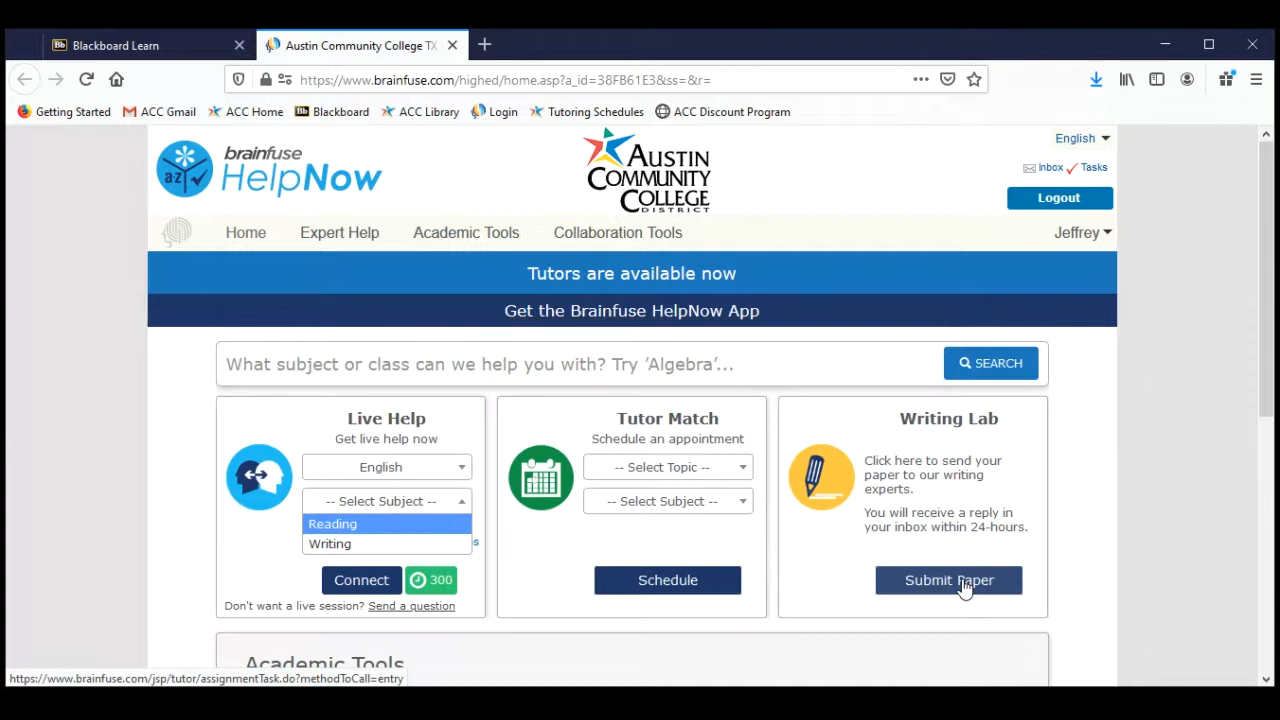 Blackboard Learn
Austin Community College TX
https://www.brainfuse.com/highed/home.asp?a_id=38FB61E3&ss=&r=
Getting Started ACC Gmail ACC Home Blackboard ACC Library Login Tutoring Schedules ACC Discount Program
brainfuse
HelpNow
a-z
AUSTIN
COMMUNITY
COLLEGE
DISTRICT
English
Inbox Tasks
Logout
Home Expert Help Academic Tools Collaboration Tools Jeffrey
Tutors are available now
Get the Brainfuse HelpNow App
What subject or class can we help you with? Try ’Algebra’...
SEARCH
Live Help
Get live help now
English
-- Select Subject --
Reading
Writing
Connect
300
Don't want a live session? Send a question
Tutor Match
Schedule an appointment
-- Select Topic --
-- Select Subject --
Schedule
Writing Lab
Click here to send your
paper to our writing
experts.
You will receive a reply in
your inbox within 24-hours.
Submit Paper
Academic Tools
https://www.brainfuse.com/jsp/tutor/assignmentTask.do?methodToCall=entry